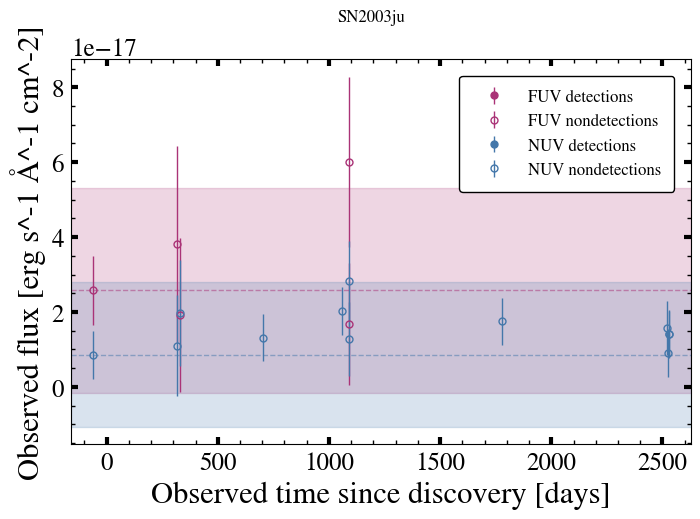 SN2003ju
1e−17
Observed flux [erg s^-1 Å^-1 cm^-2]
8
6
4
2
0
FUV detections
FUV nondetections
NUV detections
NUV nondetections
0 500 1000 1500 2000 2500
Observed time since discovery [days]